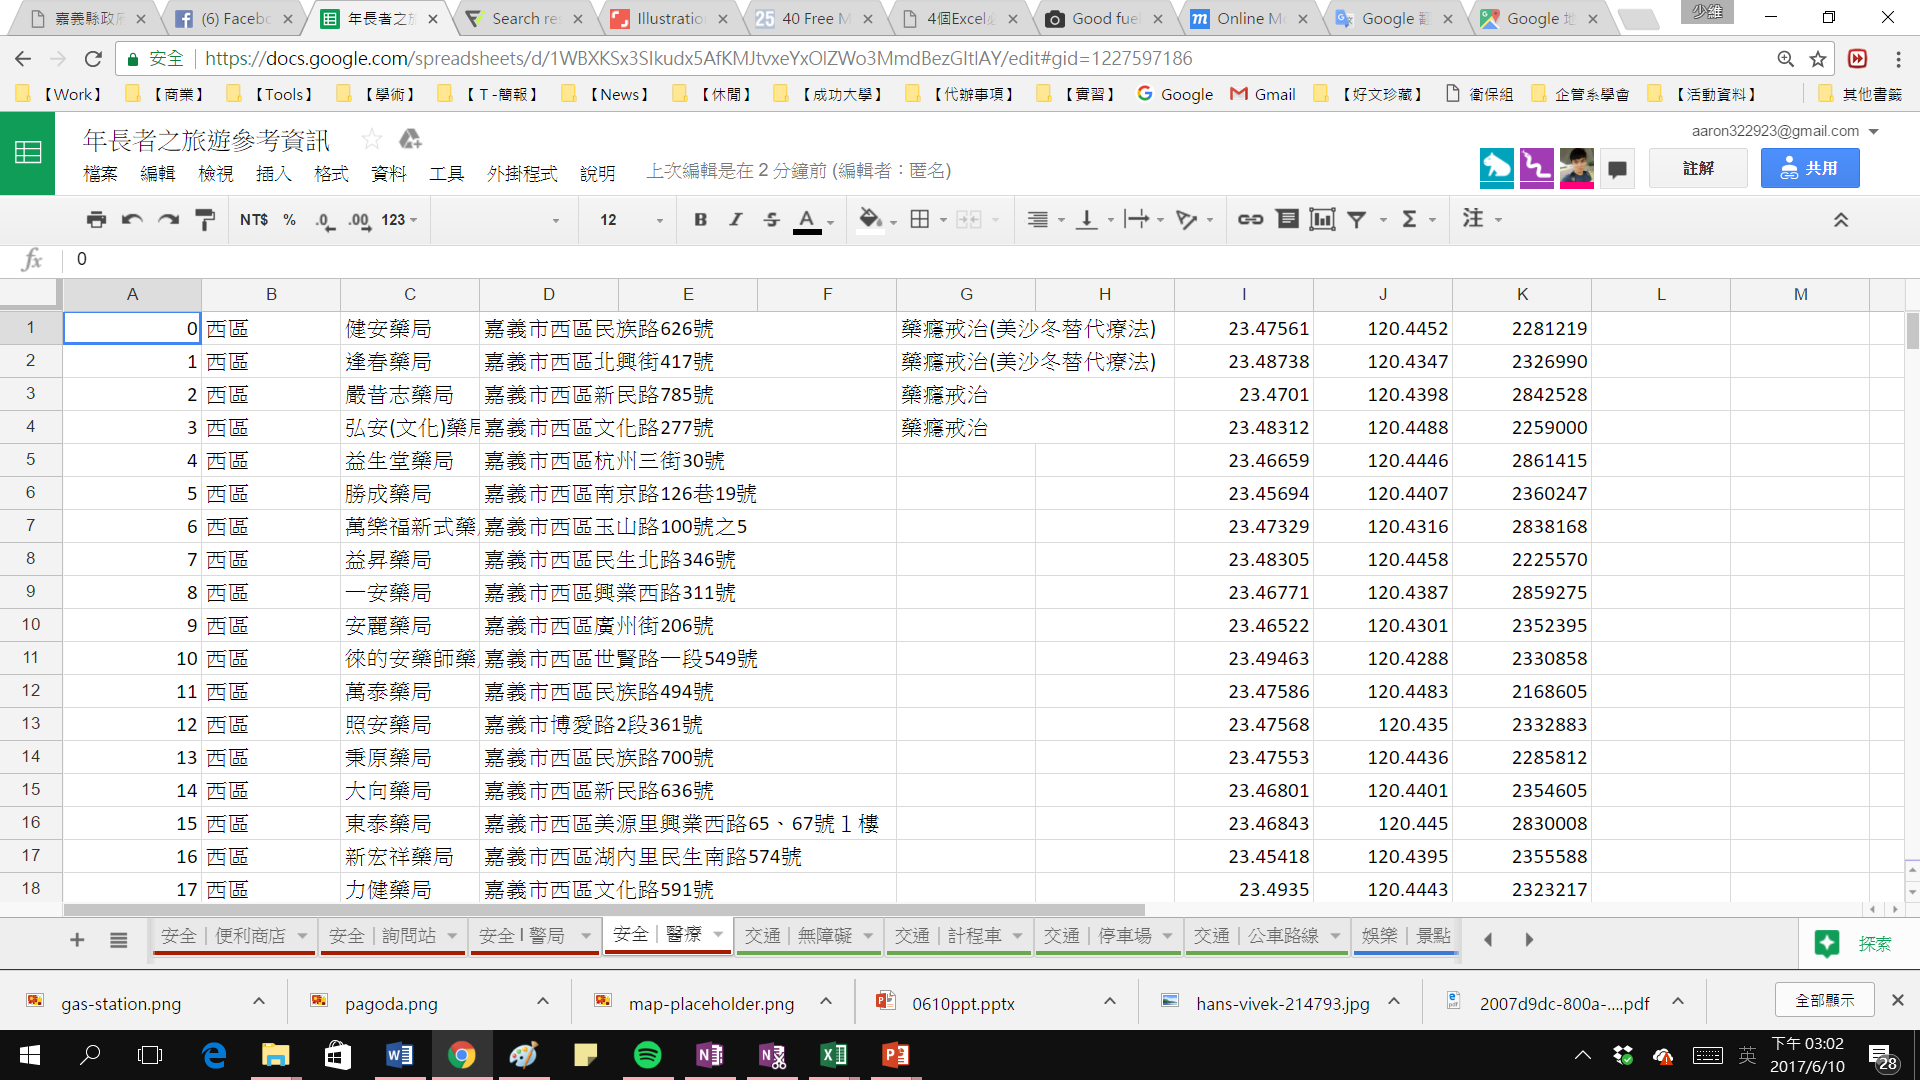 嘉義縣政府
(6) Facebo
年長者之旅
Search re
Illustratio
40 Free M
4個Excel必
Good fuel
Online Mo
Google 翻
Google 地
少維
安全 https://docs.google.com/spreadsheets/d/1WBXKSx3SIkudx5AfKMJtvxeYxOlZWo3MmdBezGltlAY/edit#gid=1227597186
【Work】 【商業】 【Tools】 【學術】 【T-簡報】 【News】 【休閒】 【成功大學】 【代辦事項】 【實習】 Google Gmail 【好文珍藏】 衛保組 企管系學會 【活動資料】 其他書籤
年長者之旅遊參考資訊
aaron322923@gmail.com
檔案 編輯 檢視 插入 格式 資料 工具 外掛程式 說明 上次編輯是在 2 分鐘前 (編輯者：匿名)
註解 共用
NT$ % .0 .00 123 12 B I S A Σ 注
fx 0
A B C D E F G H I J K L M
1 0 西區 健安藥局 嘉義市西區民族路626號 藥癮戒治(美沙冬替代療法) 23.47561 120.4452 2281219
2 1 西區 逢春藥局 嘉義市西區北興街417號 藥癮戒治(美沙冬替代療法) 23.48738 120.4347 2326990
3 2 西區 嚴昔志藥局 嘉義市西區新民路785號 藥癮戒治 23.4701 120.4398 2842528
4 3 西區 弘安(文化)藥局 嘉義市西區文化路277號 藥癮戒治 23.48312 120.4488 2259000
5 4 西區 益生堂藥局 嘉義市西區杭州三街30號 23.46659 120.4446 2861415
6 5 西區 勝成藥局 嘉義市西區南京路126巷19號 23.45694 120.4407 2360247
7 6 西區 萬樂福新式藥 嘉義市西區玉山路100號之5 23.47329 120.4316 2838168
8 7 西區 益昇藥局 嘉義市西區民生北路346號 23.48305 120.4458 2225570
9 8 西區 一安藥局 嘉義市西區興業西路311號 23.46771 120.4387 2859275
10 9 西區 安麗藥局 嘉義市西區廣州街206號 23.46522 120.4301 2352395
11 10 西區 徠的安藥師藥 嘉義市西區世賢路一段549號 23.49463 120.4288 2330858
12 11 西區 萬泰藥局 嘉義市西區民族路494號 23.47586 120.4483 2168605
13 12 西區 照安藥局 嘉義市博愛路2段361號 23.47568 120.435 2332883
14 13 西區 秉原藥局 嘉義市西區民族路700號 23.47553 120.4436 2285812
15 14 西區 大向藥局 嘉義市西區新民路636號 23.46801 120.4401 2354605
16 15 西區 東泰藥局 嘉義市西區美源里興業西路65、67號１樓 23.46843 120.445 2830008
17 16 西區 新宏祥藥局 嘉義市西區湖內里民生南路574號 23.45418 120.4395 2355588
18 17 西區 力健藥局 嘉義市西區文化路591號 23.4935 120.4443 2323217
安全｜便利商店 安全｜詢問站 安全 I 警局 安全｜醫療 交通｜無障礙 交通｜計程車 交通｜停車場 交通｜公車路線 娛樂｜景點 探索
gas-station.png pagoda.png map-placeholder.png 0610ppt.pptx hans-vivek-214793.jpg 2007d9dc-800a-....pdf 全部顯示
英 下午 03:02
2017/6/10
28